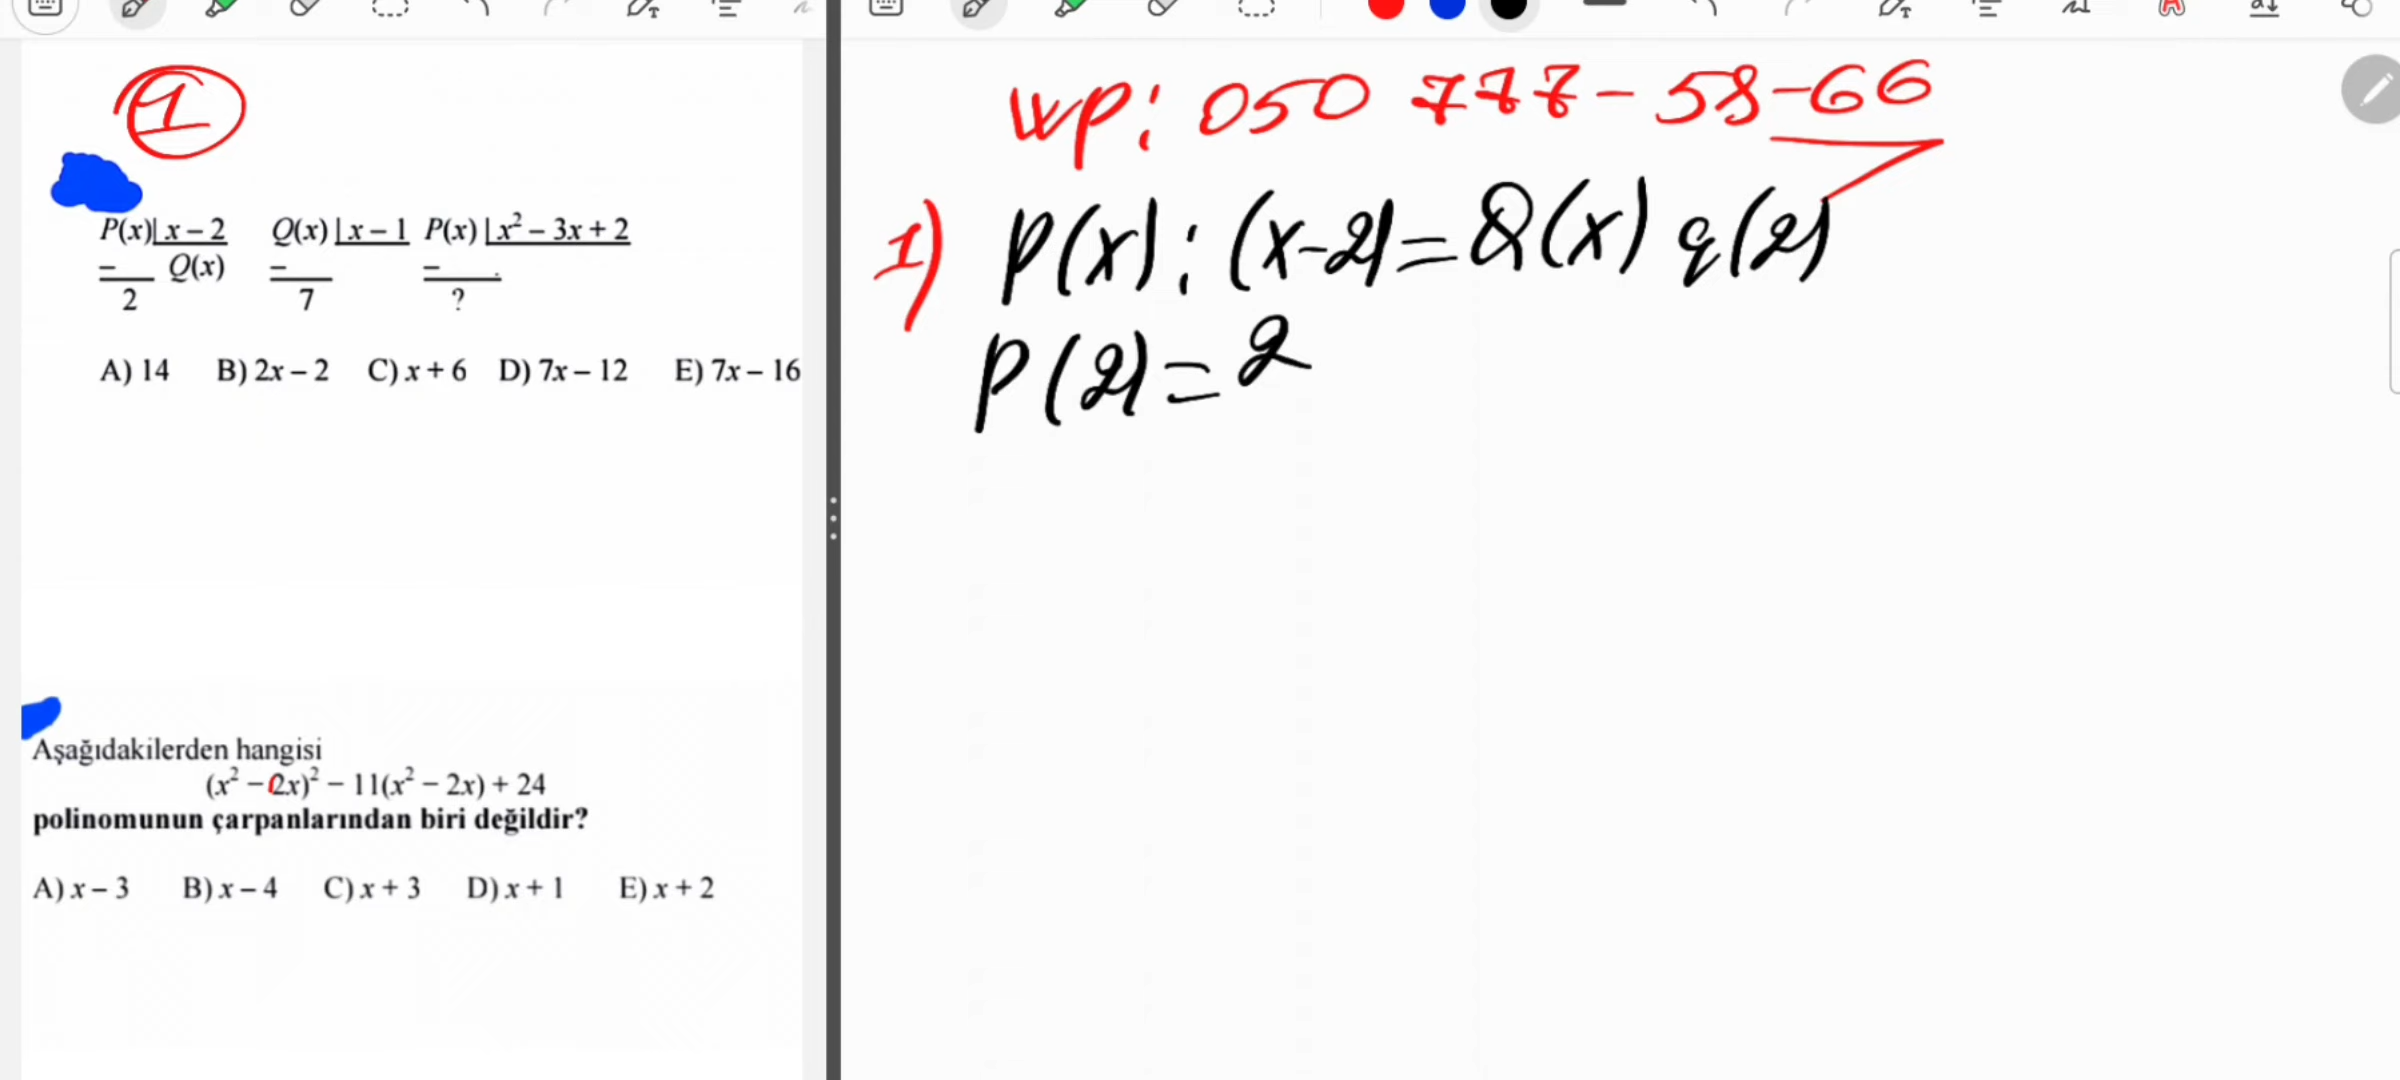 1
P(x) | x – 2 Q(x) | x – 1 P(x) | x² – 3x + 2
– Q(x) – –
2 7 ?
A) 14 B) 2x – 2 C) x + 6 D) 7x – 12 E) 7x – 16
Aşağıdakilerden hangisi
(x² – 2x)² – 11(x² – 2x) + 24
polinomunun çarpanlarından biri değildir?
A) x – 3 B) x – 4 C) x + 3 D) x + 1 E) x + 2
wp: 050 777-58-66
1) P(x) : (x-2) = Q(x) q(2)
P(2) = 2